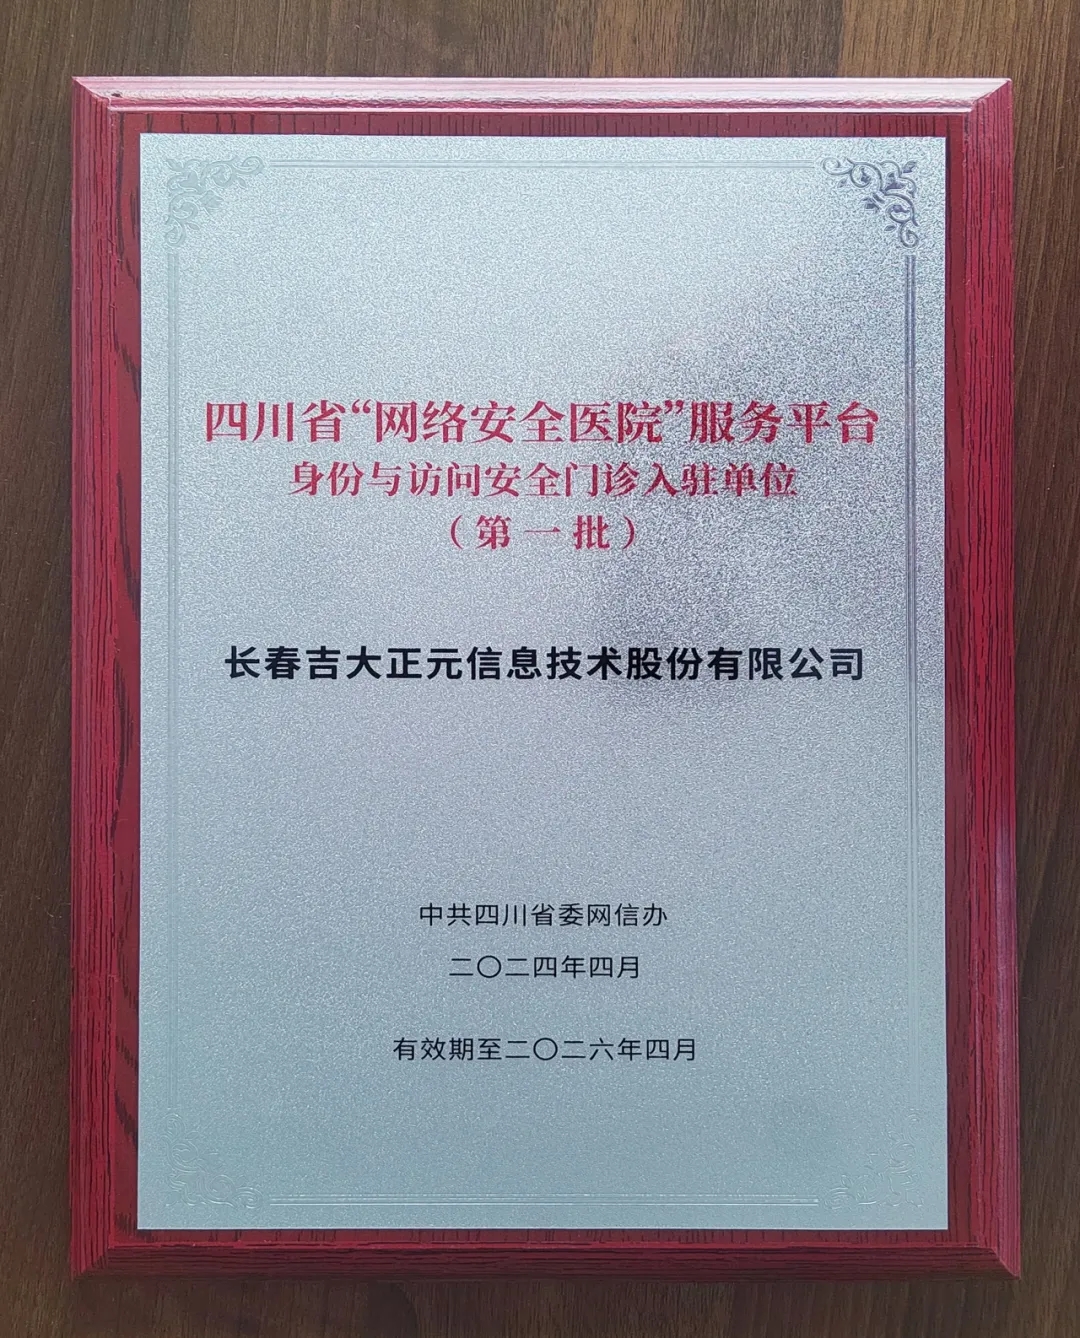 四川省“网络安全医院”服务平台
身份与访问安全门诊入驻单位
（第一批）
长春吉大正元信息技术股份有限公司
中共四川省委网信办
二〇二四年四月
有效期至二〇二六年四月